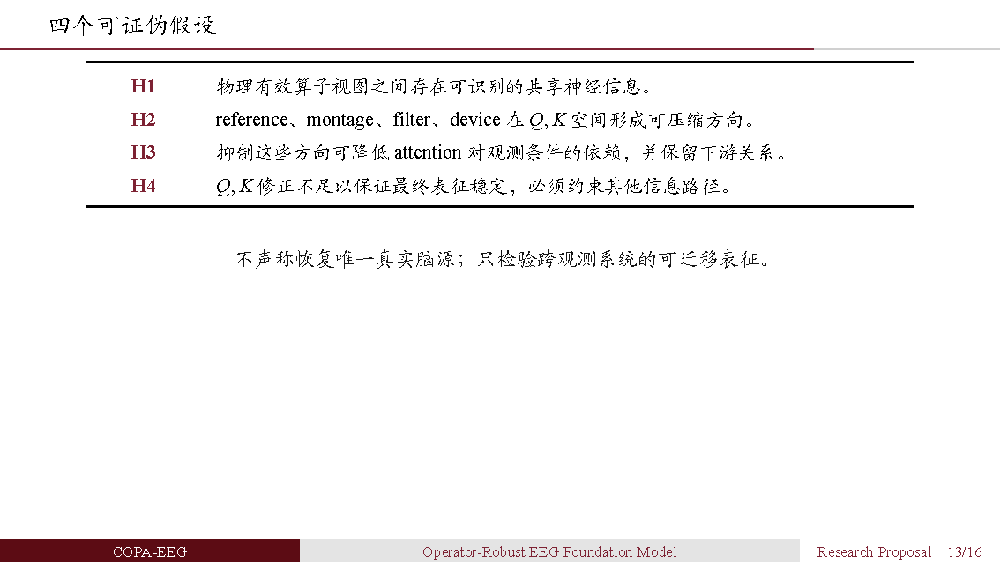 四个可证伪假设
H1 物理有效算子视图之间存在可识别的共享神经信息。
H2 reference、montage、filter、device 在 Q, K 空间形成可压缩方向。
H3 抑制这些方向可降低 attention 对观测条件的依赖，并保留下游关系。
H4 Q, K 修正不足以保证最终表征稳定，必须约束其他信息路径。
不声称恢复唯一真实脑源；只检验跨观测系统的可迁移表征。
COPA-EEG Operator-Robust EEG Foundation Model Research Proposal 13/16